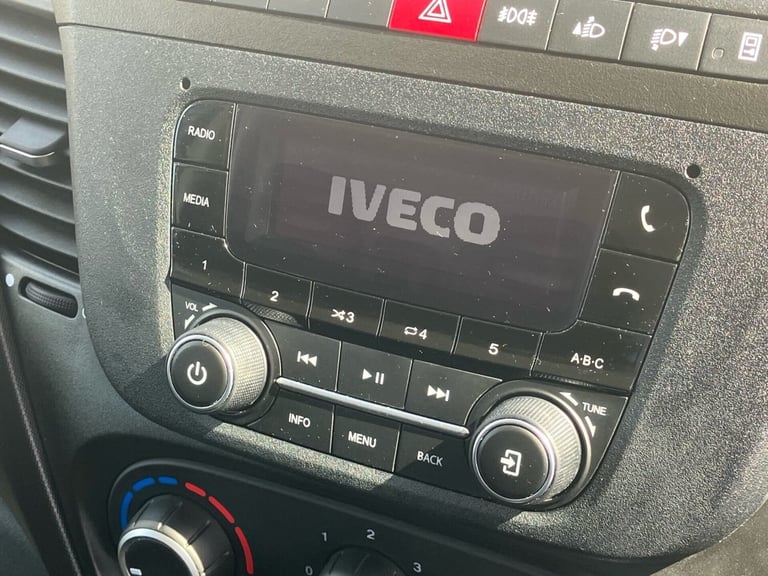 RADIO
IVECO
MEDIA
1
2
3
4
5
A·B·C
VOL
TUNE
INFO
MENU
BACK
0
1
2
3